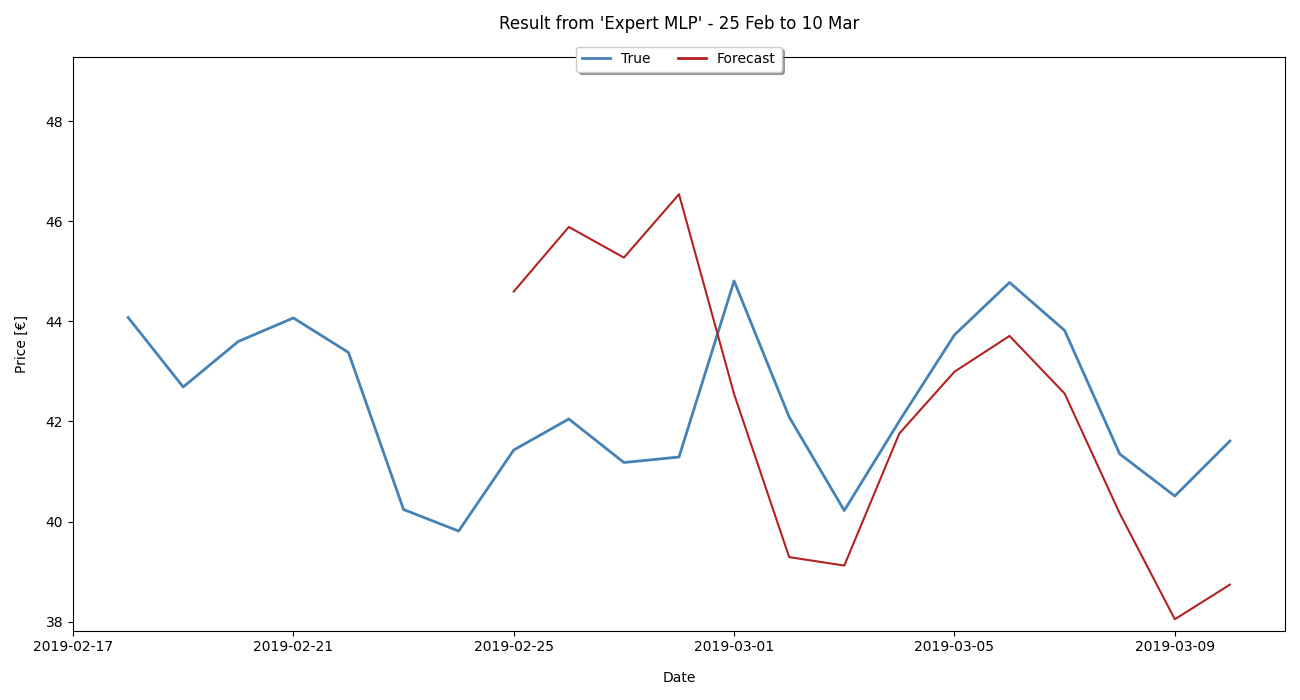 Result from 'Expert MLP' - 25 Feb to 10 Mar
True
Forecast
Price [€]
48
46
44
42
40
38
2019-02-17
2019-02-21
2019-02-25
2019-03-01
2019-03-05
2019-03-09
Date